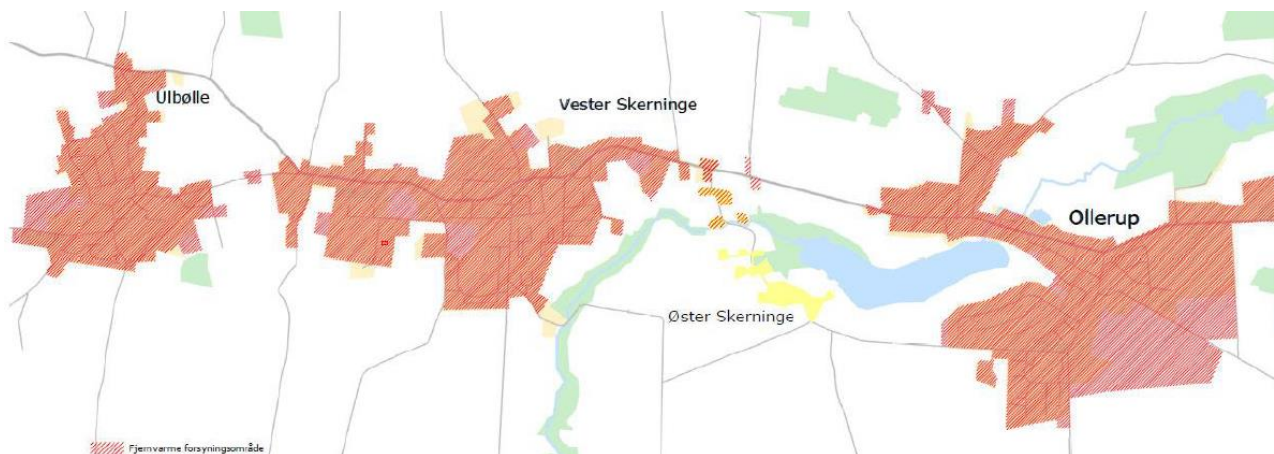 Ulbølle
Vester Skerninge
Ollerup
Øster Skerninge
Fjernvarme forsyningsområde